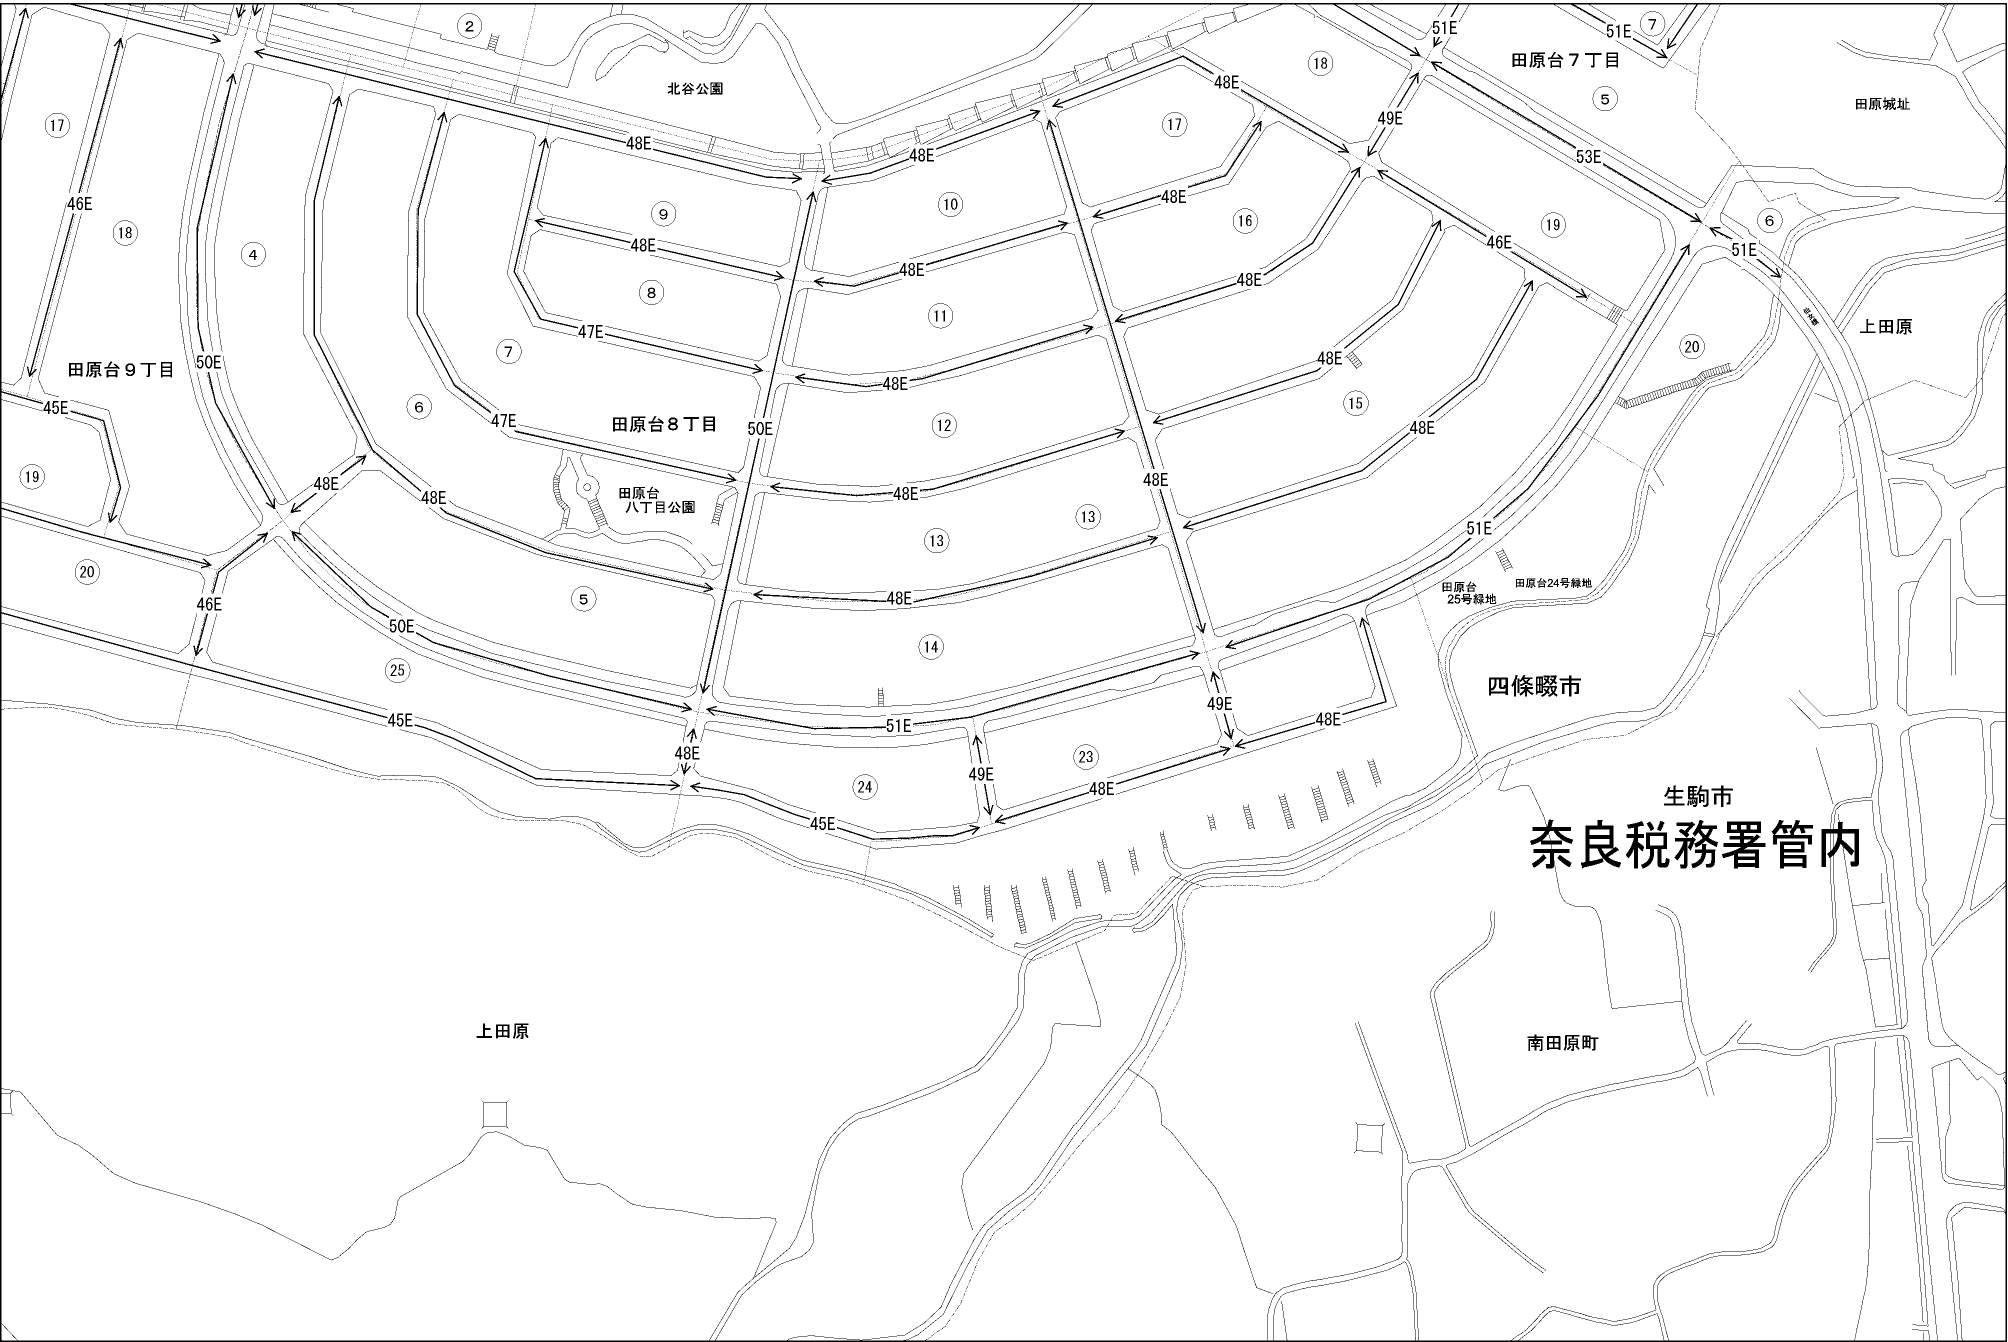 ②
51E
51E
⑦
田原台７丁目
⑱
北谷公園
48E
⑤
田原城址
⑰
⑰
49E
48E
48E
53E
46E
⑱
④
⑨
⑩
48E
⑯
⑲
⑥
48E
48E
46E
51E
⑧
48E
⑪
上田原
47E
⑳
50E
田原台９丁目
⑦
48E
48E
45E
⑥
47E
田原台８丁目
50E
⑫
⑮
48E
⑲
48E
48E
田原台
八丁目公園
48E
48E
⑬
⑬
51E
⑳
46E
⑤
48E
田原台
25号緑地
田原台24号緑地
50E
⑭
㉕
四條畷市
45E
51E
49E
48E
48E
49E
㉓
㉔
48E
45E
生駒市
奈良税務署管内
上田原
南田原町